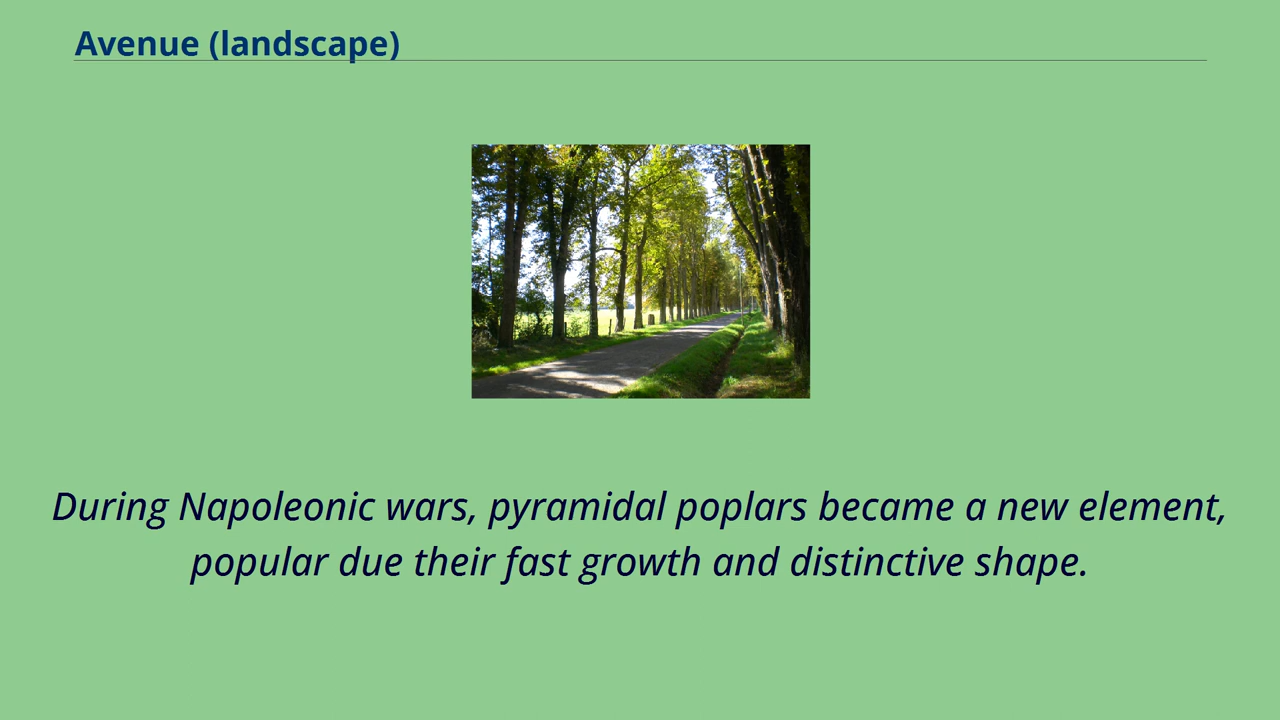 Avenue (landscape)
During Napoleonic wars, pyramidal poplars became a new element,
popular due their fast growth and distinctive shape.